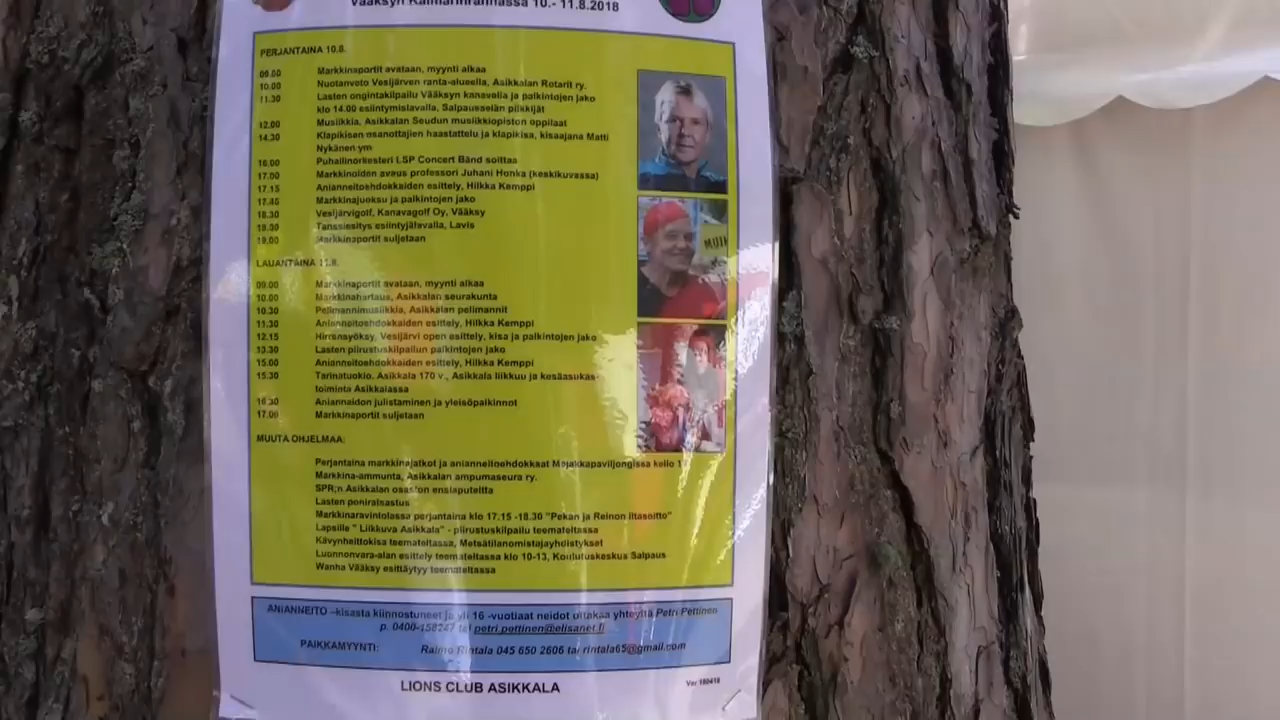 Vääksyn Kalmarinrannassa 10.- 11.8.2018
PERJANTAINA 10.8.
09.00 Markkinaportit avataan, myynti alkaa
10.00 Nuotanveto Vesijärven ranta-alueella, Asikkalan Rotarit ry.
11.30 Lasten ongintakilpailu Vääksyn kanavalla ja palkintojen jako
klo 14.00 esiintymislavalla, Salpausselän pilkkijät
12.00 Musiikkia, Asikkalan Seudun musiikkiopiston oppilaat
14.30 Kläpikisen osanottajien haastattelu ja kläpikisa, kisaajana Matti
Nykänen ym
16.00 Puhallinorkesteri LSP Concert Bänd soittaa
17.00 Markkinoiden avaus professori Juhani Honka (keskikuvassa)
17.15 Anianneitoehdokkaiden esittely, Hilkka Kemppi
17.45 Markkinajuoksu ja palkintojen jako
18.30 Vesijärvigolf, Kanavagolf Oy, Vääksy
18.30 Tanssiesitys esiintyjälavalla, Lavis
19.00 Markkinaportit suljetaan
LAUANTAINA 11.8.
09.00 Markkinaportit avataan, myynti alkaa
10.00 Markkinahartaus, Asikkalan seurakunta
10.30 Pelimannimusiikkia, Asikkalan pelimannit
11.30 Anianneitoehdokkaiden esittely, Hilkka Kemppi
12.15 Hirrensyöksy, Vesijärvi open esittely, kisa ja palkintojen jako
13.30 Lasten piirustuskilpailun palkintojen jako
15.00 Anianneitoehdokkaiden esittely, Hilkka Kemppi
15.30 Tarinatuokio. Asikkala 170 v., Asikkala liikkuu ja kesäasukas-
toiminta Asikkalassa
16.30 Aniannaidon julistaminen ja yleisöpalkinnot
17.00 Markkinaportit suljetaan
MUUTA OHJELMAA:
Perjantaina markkinajatkot ja anianneitoehdokkaat Majakkapaviljongissa kello 1
Markkina-ammunta, Asikkalan ampumaseura ry.
SPR:n Asikkalan osaston ensiaputeltta
Lasten poniratsastus
Markkinaravintolassa perjantaina klo 17.15 -18.30 "Pekan ja Reinon iltasoitto"
Lapsille " Liikkuva Asikkala" - piirustuskilpailu teemateltassa
Kävynheittokisa teemateltassa, Metsätilanomistajayhdistykset
Luonnonvara-alan esittely teemateltassa klo 10-13, Koulutuskeskus Salpaus
Wanha Vääksy esittäytyy teemateltassa
ANIANNEITO –kisasta kiinnostuneet ja yli 16 -vuotiaat neidot ottakaa yhteyttä Petri Pettinen
p. 0400-158247 tai petri.pettinen@elisanet.fi
PAIKKAMYYNTI: Raimo Rintala 045 650 2606 tai rintala65@gmail.com
LIONS CLUB ASIKKALA
Ver.180418